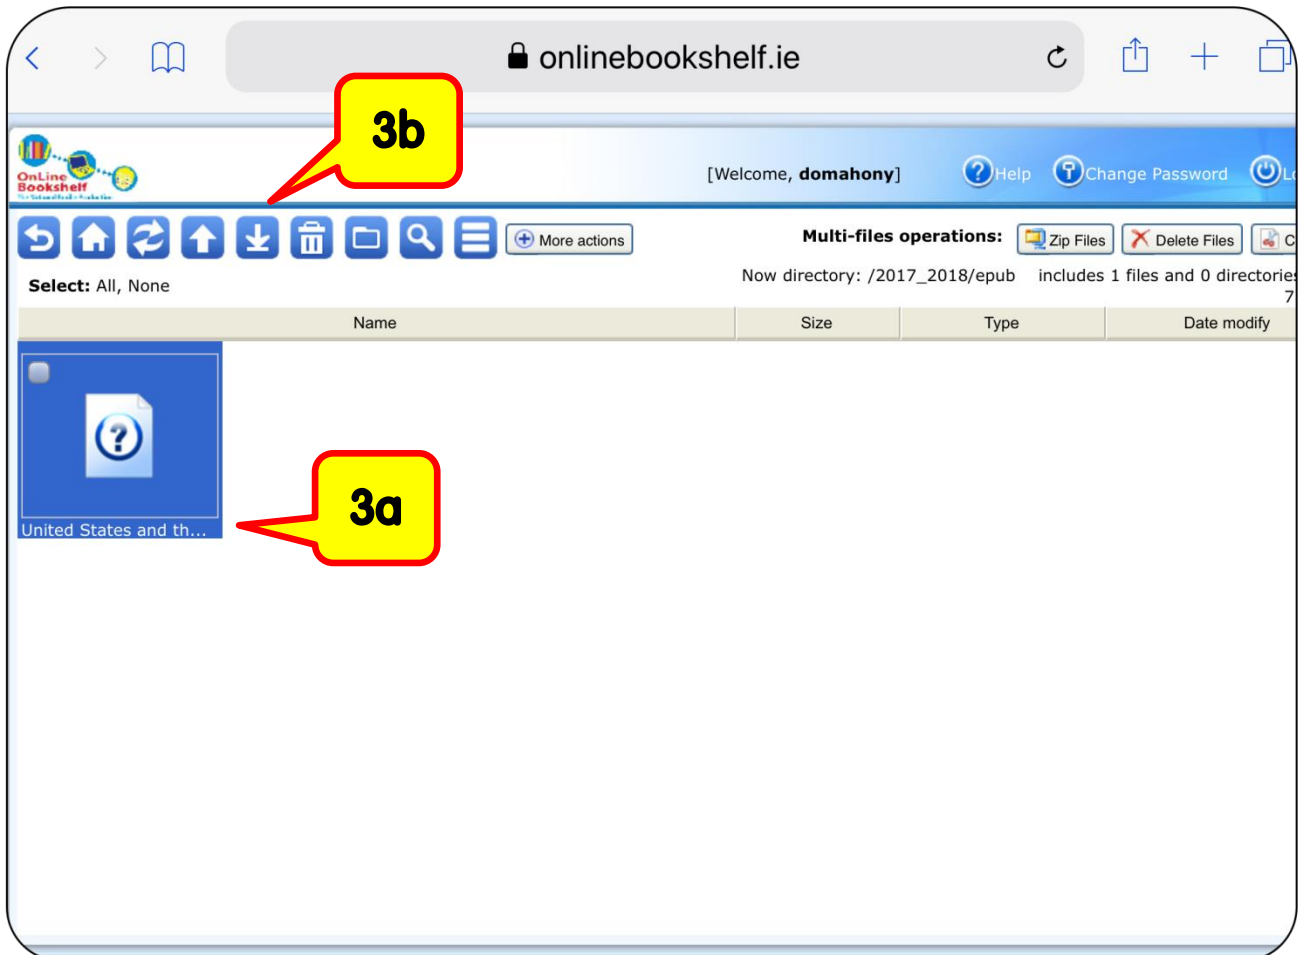 onlinebookshelf.ie
3b
OnLine
Bookshelf
[Welcome, domahony]
Help
Change Password
More actions
Multi-files operations:
Zip Files
Delete Files
Select: All, None
Now directory: /2017_2018/epub includes 1 files and 0 directories
7
Name Size Type Date modify
United States and th...
3a